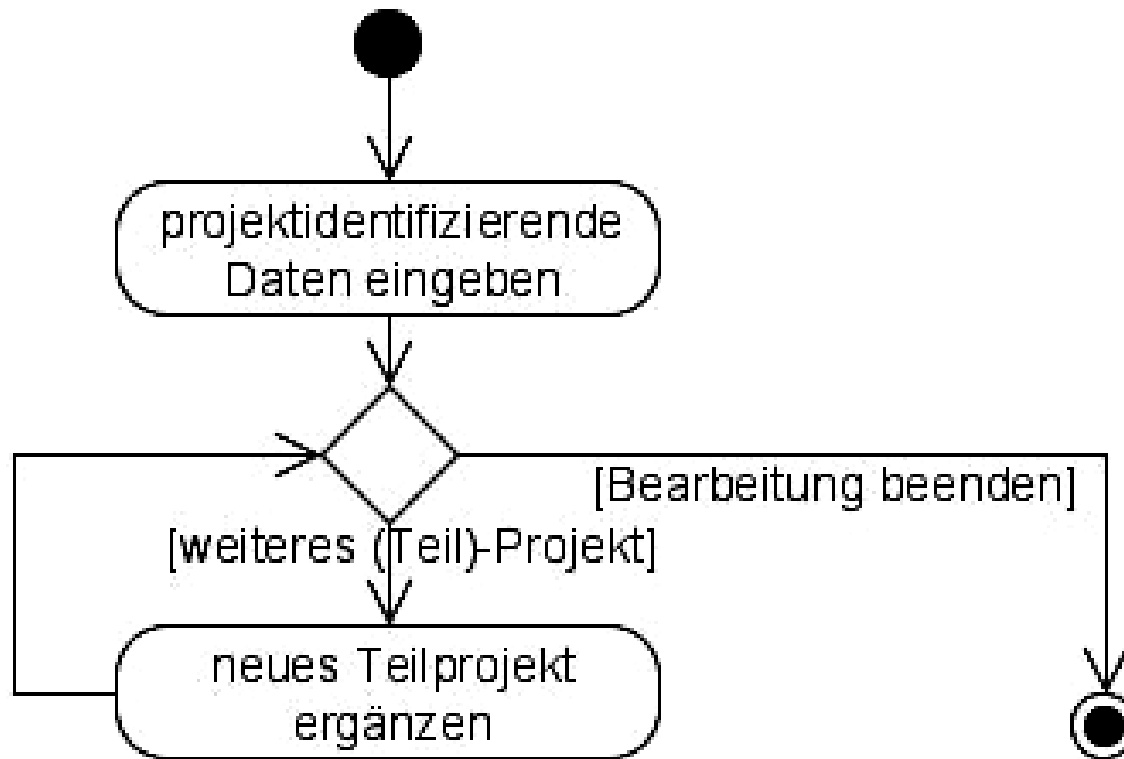 projektidentifizierende
Daten eingeben
[Bearbeitung beenden]
[weiteres (Teil)-Projekt]
neues Teilprojekt
ergänzen